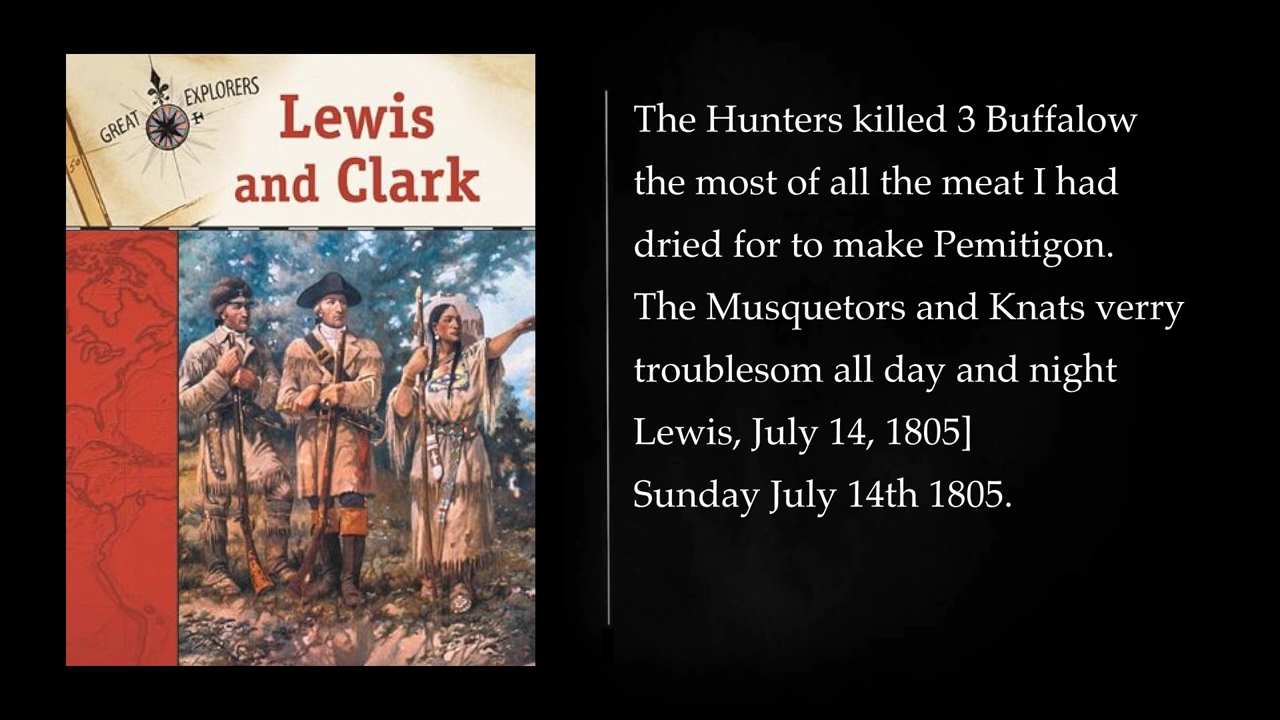 GREAT EXPLORERS
Lewis
and Clark
50
The Hunters killed 3 Buffalow
the most of all the meat I had
dried for to make Pemitigon.
The Musquetors and Knats verry
troublesom all day and night
Lewis, July 14, 1805]
Sunday July 14th 1805.